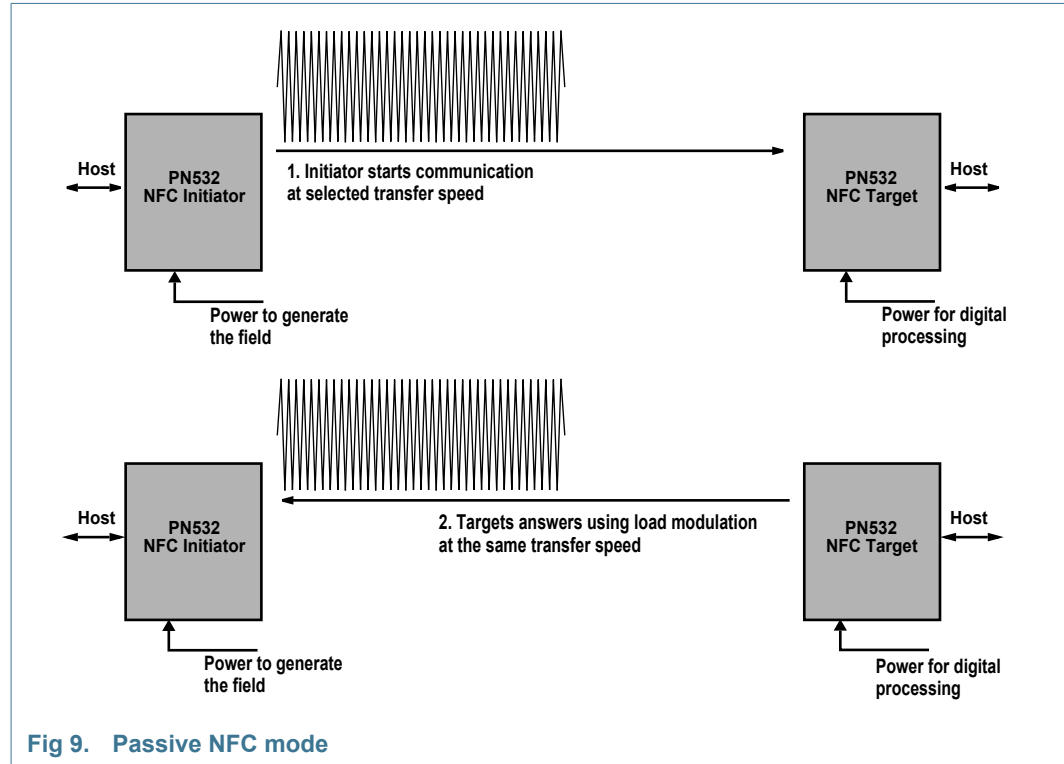 Host
PN532
NFC Initiator
1. Initiator starts communication
at selected transfer speed
PN532
NFC Target
Host
Power to generate
the field
Power for digital
processing
Host
PN532
NFC Initiator
2. Targets answers using load modulation
at the same transfer speed
PN532
NFC Target
Host
Power to generate
the field
Power for digital
processing
Fig 9. Passive NFC mode